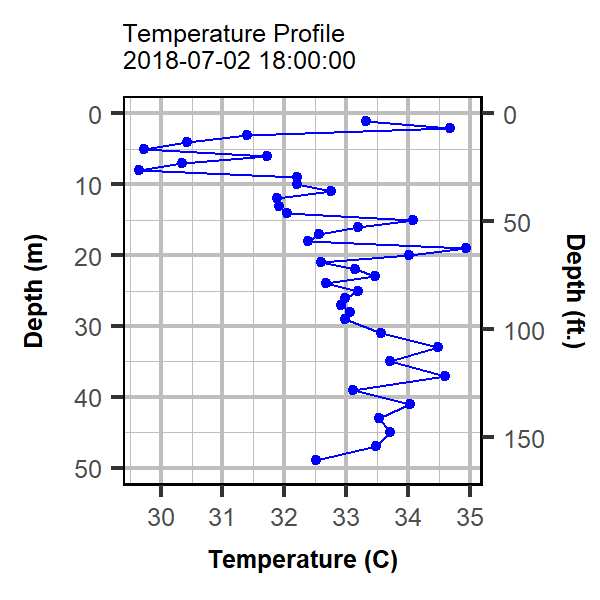 Temperature Profile
2018-07-02 18:00:00
0
10
20
30
40
50
Depth (m)
0
50
100
150
Depth (ft.)
30 31 32 33 34 35
Temperature (C)